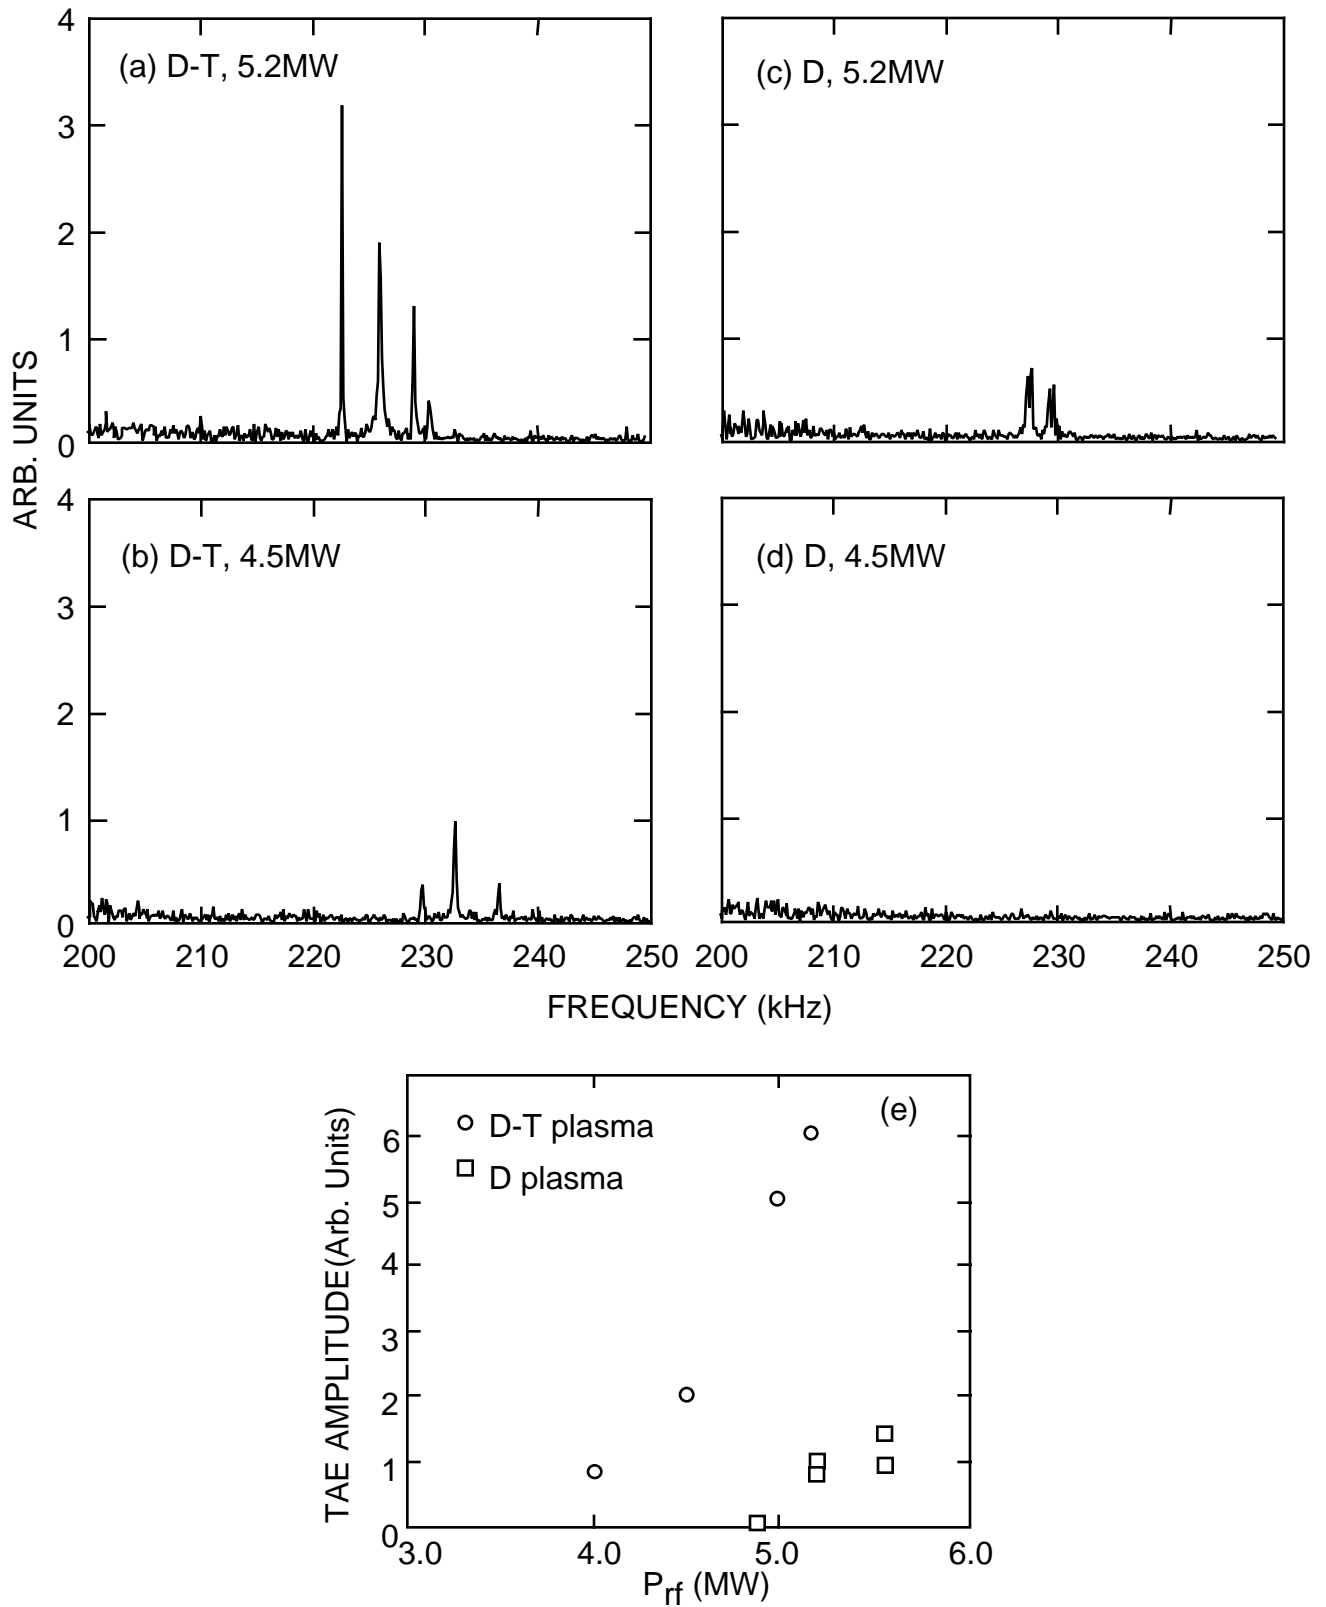 4
3
2
1
0
(a) D-T, 5.2MW
(c) D, 5.2MW
ARB. UNITS
4
3
2
1
0
(b) D-T, 4.5MW
(d) D, 4.5MW
200 210 220 230 240 250
200 210 220 230 240 250
FREQUENCY (kHz)
TAE AMPLITUDE(Arb. Units)
6
5
4
3
2
1
0
D-T plasma
D plasma
(e)
3.0 4.0 5.0 6.0
Prf (MW)